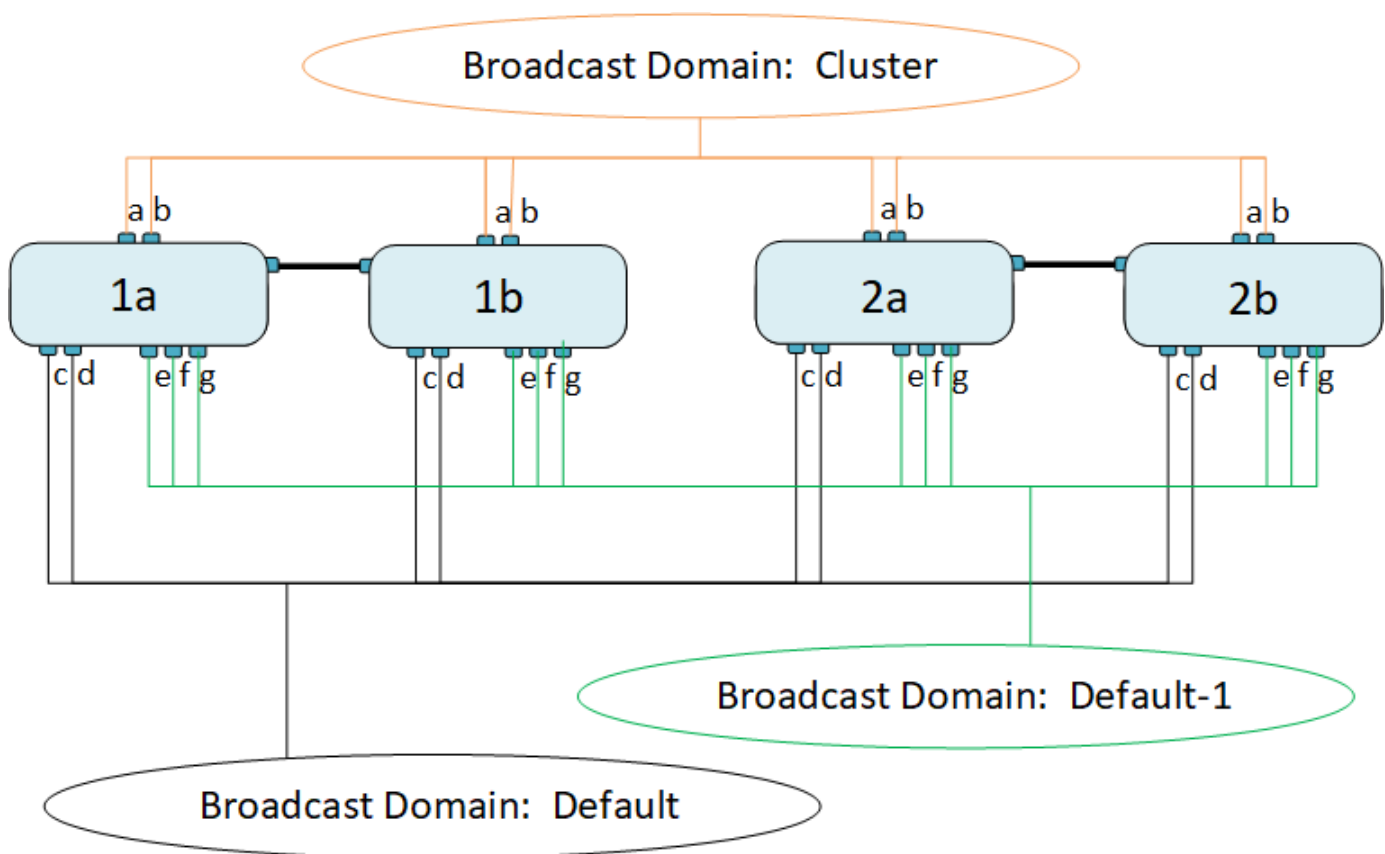 Broadcast Domain: Cluster
a b a b a b a b
1a 1b 2a 2b
c d e f g c d e f g c d e f g c d e f g
Broadcast Domain: Default-1
Broadcast Domain: Default